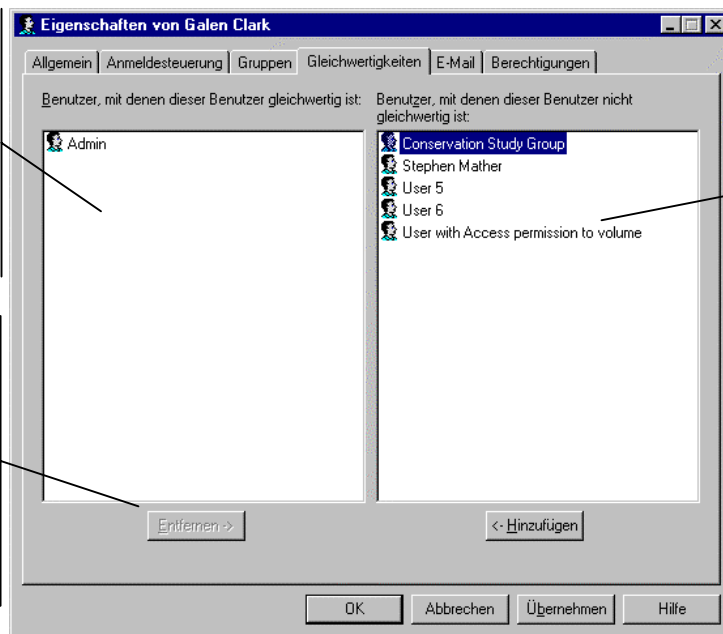 Eigenschaften von Galen Clark
Allgemein Anmeldesteuerung Gruppen Gleichwertigkeiten E-Mail Berechtigungen
Benutzer, mit denen dieser Benutzer gleichwertig ist:
Admin
Benutzer, mit denen dieser Benutzer nicht
gleichwertig ist:
Conservation Study Group
Stephen Mather
User 5
User 6
User with Access permission to volume
Entfernen ->
<- Hinzufügen
OK Abbrechen Übernehmen Hilfe